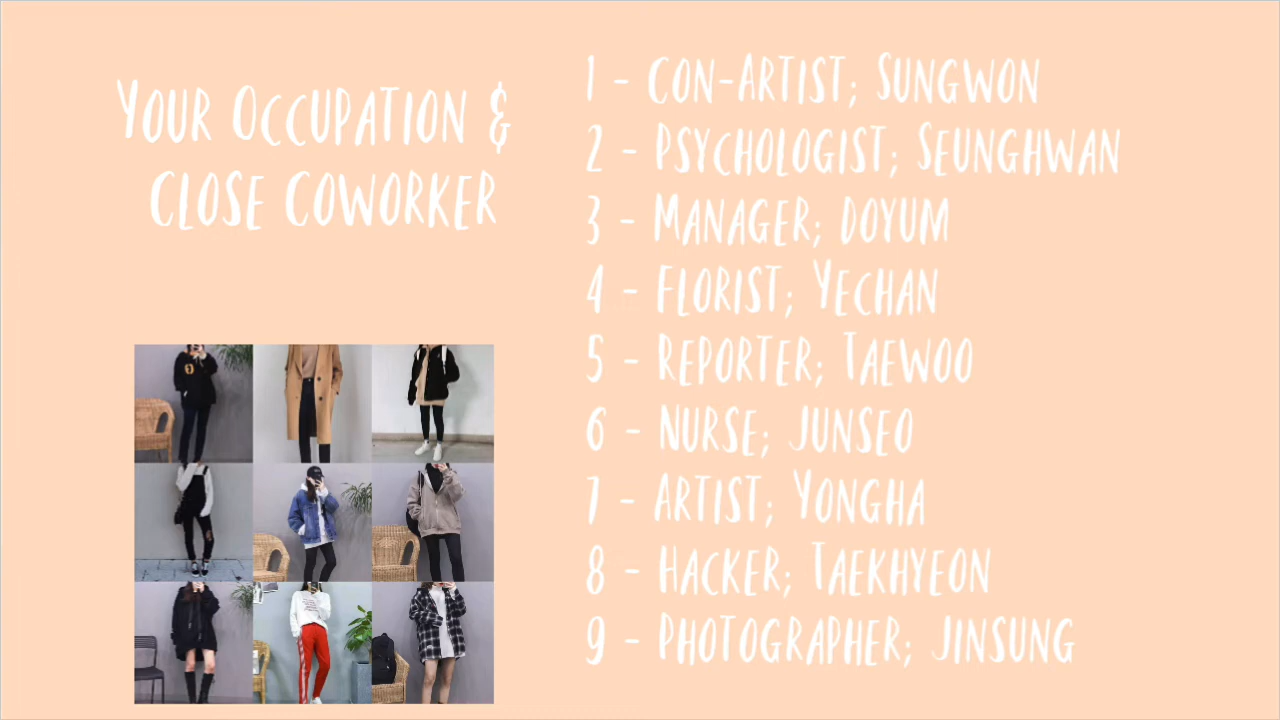 Your Occupation &
Close Coworker
1 - Con-Artist; Sungwon
2 - Psychologist; Seunghwan
3 - Manager; Doyum
4 - Florist; Yechan
5 - Reporter; Taewoo
6 - Nurse; Junseo
7 - Artist; Yongha
8 - Hacker; Taekhyeon
9 - Photographer; Jinsung